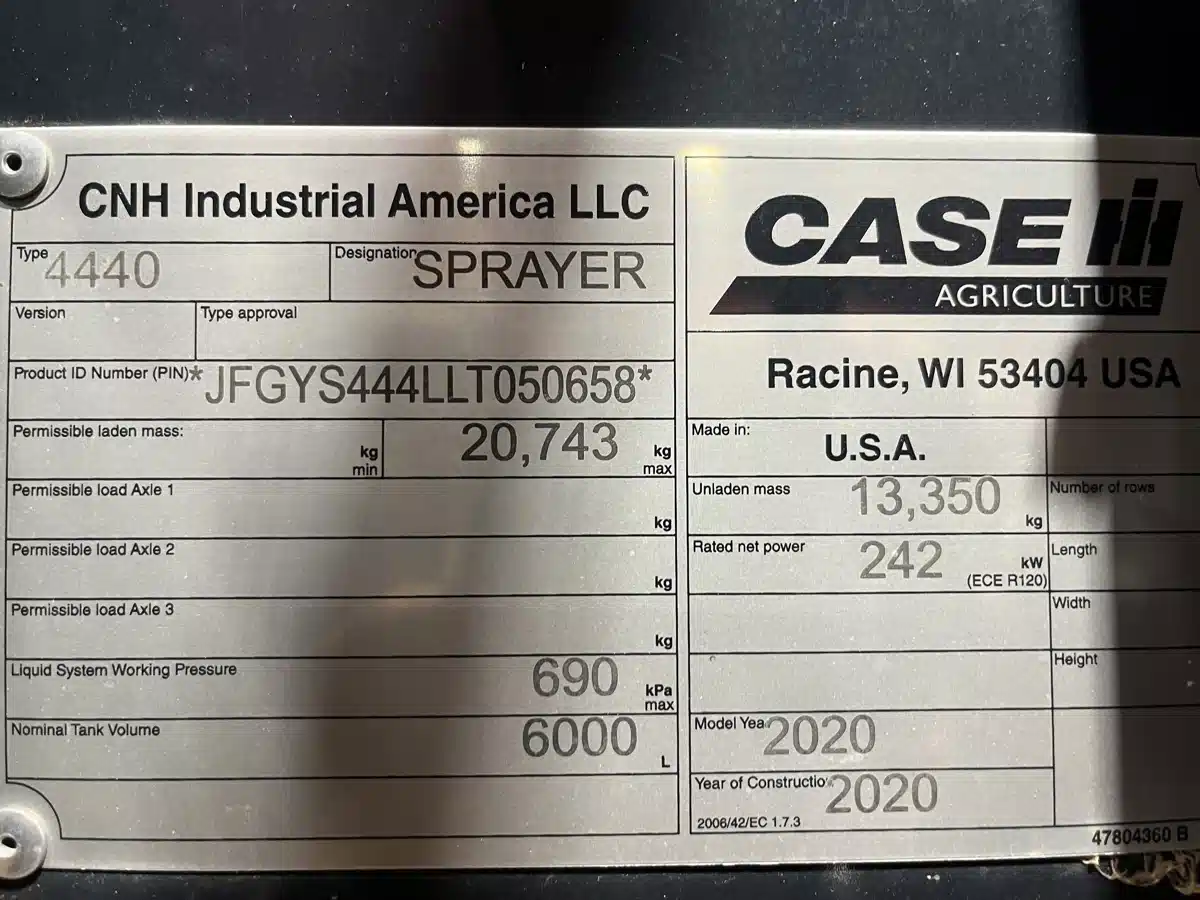 CNH Industrial America LLC
Type 4440
Designation SPRAYER
Version
Type approval
Product ID Number (PIN)* JFGYS444LLT050658*
Permissible laden mass:
kg
min
20,743 kg
max
Permissible load Axle 1
kg
Permissible load Axle 2
kg
Permissible load Axle 3
kg
Liquid System Working Pressure 690 kPa
max
Nominal Tank Volume 6000 L
CASE IH
AGRICULTURE
Racine, WI 53404 USA
Made in: U.S.A.
Unladen mass 13,350 kg
Number of rows
Rated net power 242 kW
(ECE R120)
Length
Width
Height
Model Yea 2020
Year of Constructio 2020
2006/42/EC 1.7.3
47804360 B